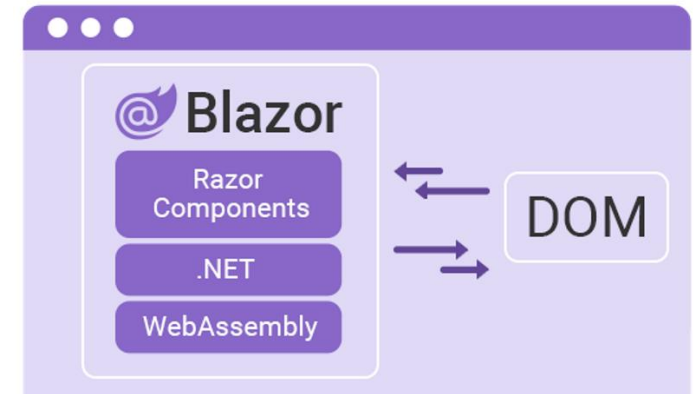 Blazor
Razor
Components
.NET
WebAssembly
DOM